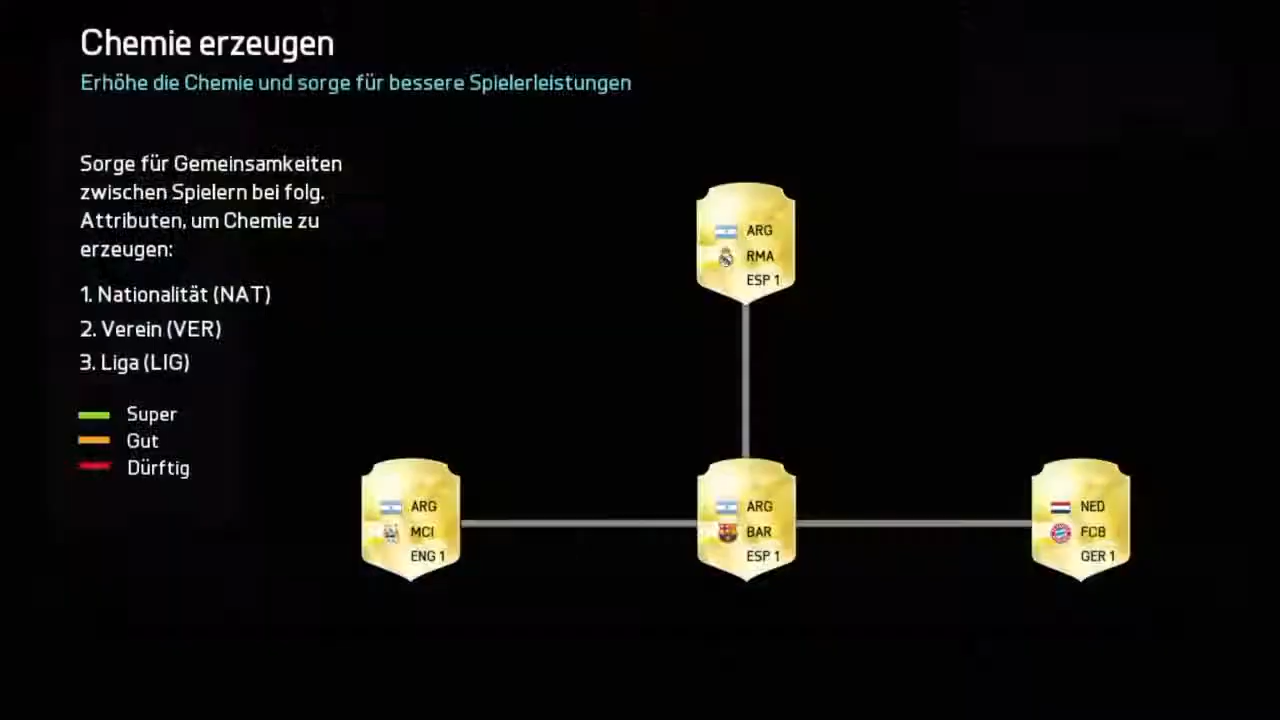 Chemie erzeugen
Erhöhe die Chemie und sorge für bessere Spielerleistungen
Sorge für Gemeinsamkeiten
zwischen Spielern bei folg.
Attributen, um Chemie zu
erzeugen:
1. Nationalität (NAT)
2. Verein (VER)
3. Liga (LIG)
Super
Gut
Dürftig
ARG
RMA
ESP 1
ARG
MCI
ENG 1
ARG
BAR
ESP 1
NED
FCB
GER 1